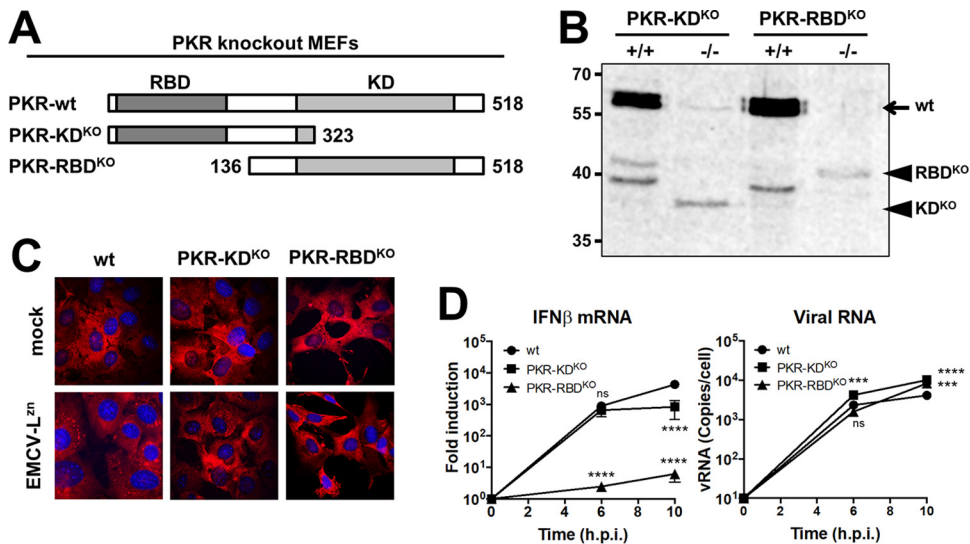 A
PKR knockout MEFs
RBD KD
PKR-wt 518
PKR-KD^KO 323
PKR-RBD^KO 136 518
B
PKR-KD^KO PKR-RBD^KO
+/+ -/- +/+ -/-
70
55
40
35
wt
RBD^KO
KD^KO
C
wt PKR-KD^KO PKR-RBD^KO
mock
EMCV-L^zn
D
IFNβ mRNA
Fold induction
10^5
10^4
10^3
10^2
10^1
10^0
wt
PKR-KD^KO
PKR-RBD^KO
ns
****
****
****
0 2 4 6 8 10
Time (h.p.i.)
Viral RNA
vRNA (Copies/cell)
10^5
10^4
10^3
10^2
10^1
wt
PKR-KD^KO
PKR-RBD^KO
***
ns
****
***
0 2 4 6 8 10
Time (h.p.i.)